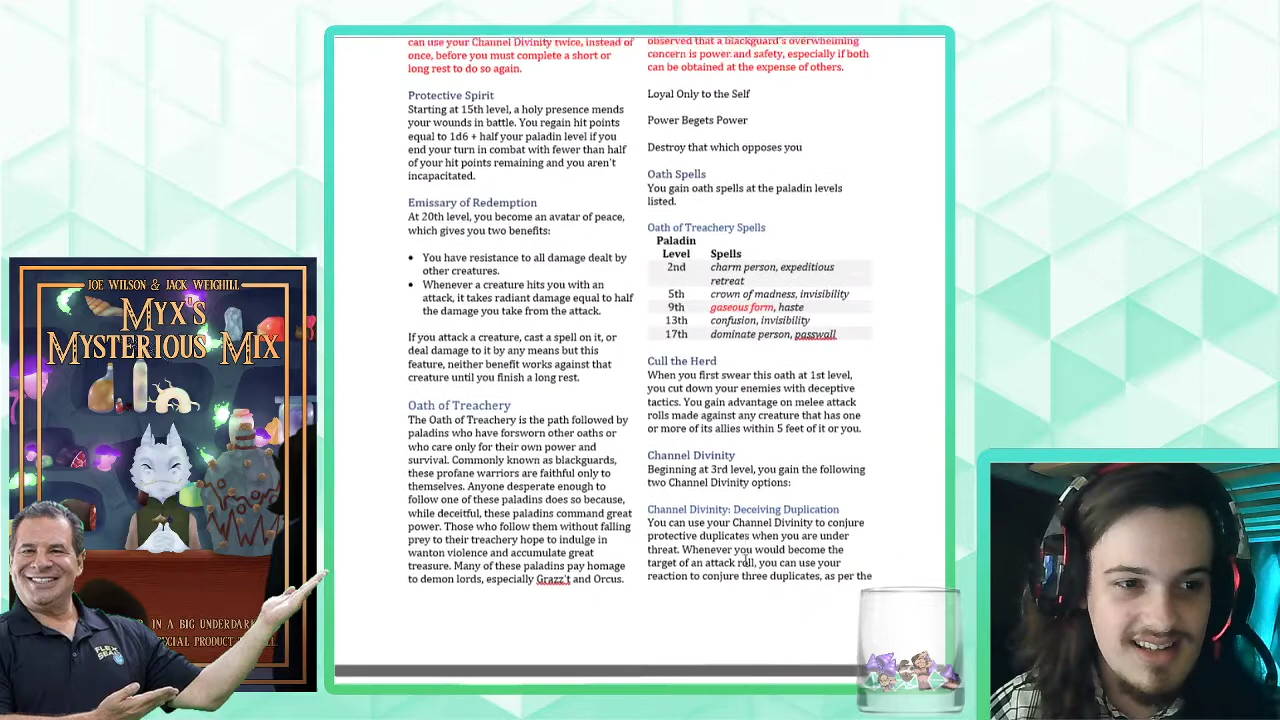 can use your Channel Divinity twice, instead of
once, before you must complete a short or
long rest to do so again.
Protective Spirit
Starting at 15th level, a holy presence mends
your wounds in battle. You regain hit points
equal to 1d6 + half your paladin level if you
end your turn in combat with fewer than half
of your hit points remaining and you aren't
incapacitated.
Emissary of Redemption
At 20th level, you become an avatar of peace,
which gives you two benefits:
• You have resistance to all damage dealt by
other creatures.
• Whenever a creature hits you with an
attack, it takes radiant damage equal to half
the damage you take from the attack.
If you attack a creature, cast a spell on it, or
deal damage to it by any means but this
feature, neither benefit works against that
creature until you finish a long rest.
Oath of Treachery
The Oath of Treachery is the path followed by
paladins who have forsworn other oaths or
who care only for their own power and
survival. Commonly known as blackguards,
these profane warriors are faithful only to
themselves. Anyone desperate enough to
follow one of these paladins does so because,
while deceitful, these paladins command great
power. Those who follow them without falling
prey to their treachery hope to indulge in
wanton violence and accumulate great
treasure. Many of these paladins pay homage
to demon lords, especially Grazz't and Orcus.
observed that a blackguard's overwhelming
concern is power and safety, especially if both
can be obtained at the expense of others.
Loyal Only to the Self
Power Begets Power
Destroy that which opposes you
Oath Spells
You gain oath spells at the paladin levels
listed.
Oath of Treachery Spells
Paladin
Level Spells
2nd charm person, expeditious
retreat
5th crown of madness, invisibility
9th gaseous form, haste
13th confusion, invisibility
17th dominate person, passwall
Cull the Herd
When you first swear this oath at 1st level,
you cut down your enemies with deceptive
tactics. You gain advantage on melee attack
rolls made against any creature that has one
or more of its allies within 5 feet of it or you.
Channel Divinity
Beginning at 3rd level, you gain the following
two Channel Divinity options:
Channel Divinity: Deceiving Duplication
You can use your Channel Divinity to conjure
protective duplicates when you are under
threat. Whenever you would become the
target of an attack roll, you can use your
reaction to conjure three duplicates, as per the
JOE WILSON & JACK WEIGHILL
MYX'S
MYSTERIOUS MIX
IN A BIG UNDERDAR
PRODUCT
FLEX
SEAL